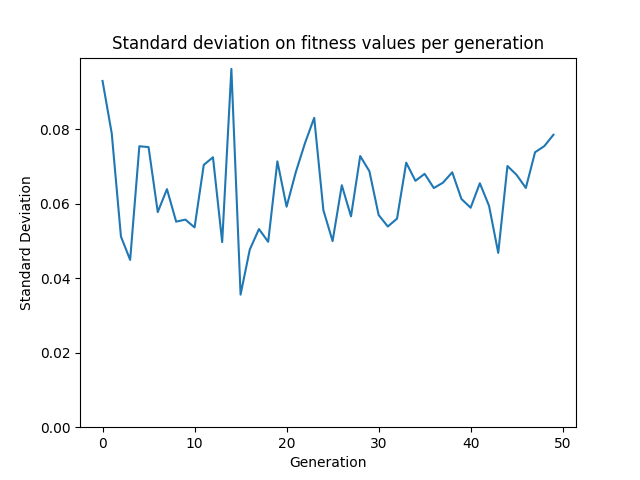 Standard deviation on fitness values per generation
Standard Deviation
0.08
0.06
0.04
0.02
0.00
0 10 20 30 40 50
Generation